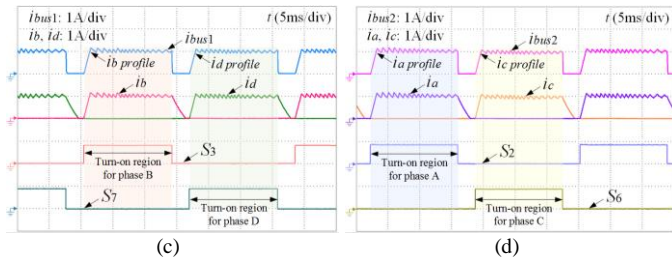 ibus1: 1A/div
t (5ms/div)
ib, id: 1A/div
ibus1
ib profile
id profile
ib
id
S3
Turn-on region
for phase B
S7
Turn-on region
for phase D
(c)
ibus2: 1A/div
t (5ms/div)
ia, ic: 1A/div
ibus2
ia profile
ic profile
ia
ic
S2
Turn-on region
for phase A
S6
Turn-on region
for phase C
(d)